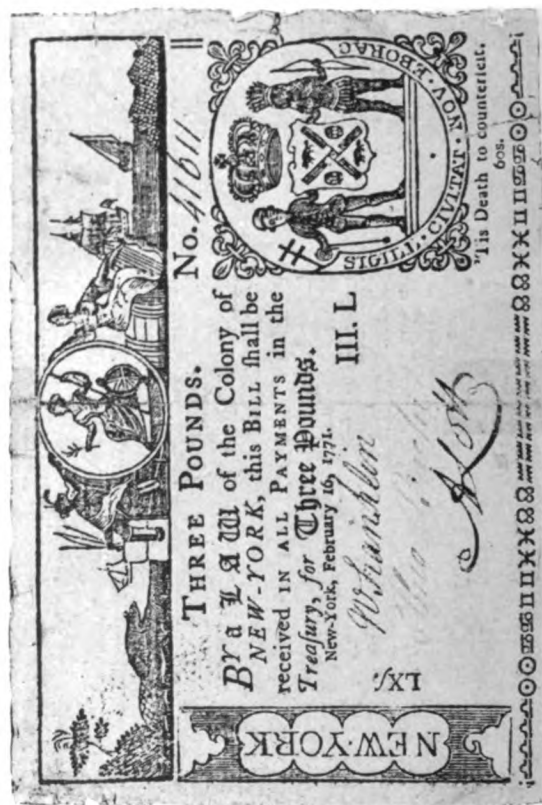 THREE POUNDS. No. 41611
BY a LAW of the Colony of
NEW-YORK, this BILL ſhall be
received IN ALL PAYMENTS in the
Treaſury, for Three Pounds.
New-York, February 16, 1771.
LXſ. III. L
NEW-YORK
SIGILL · CIVITAT · NOV · EBORAC
'Tis Death to counterfeit.
60s.